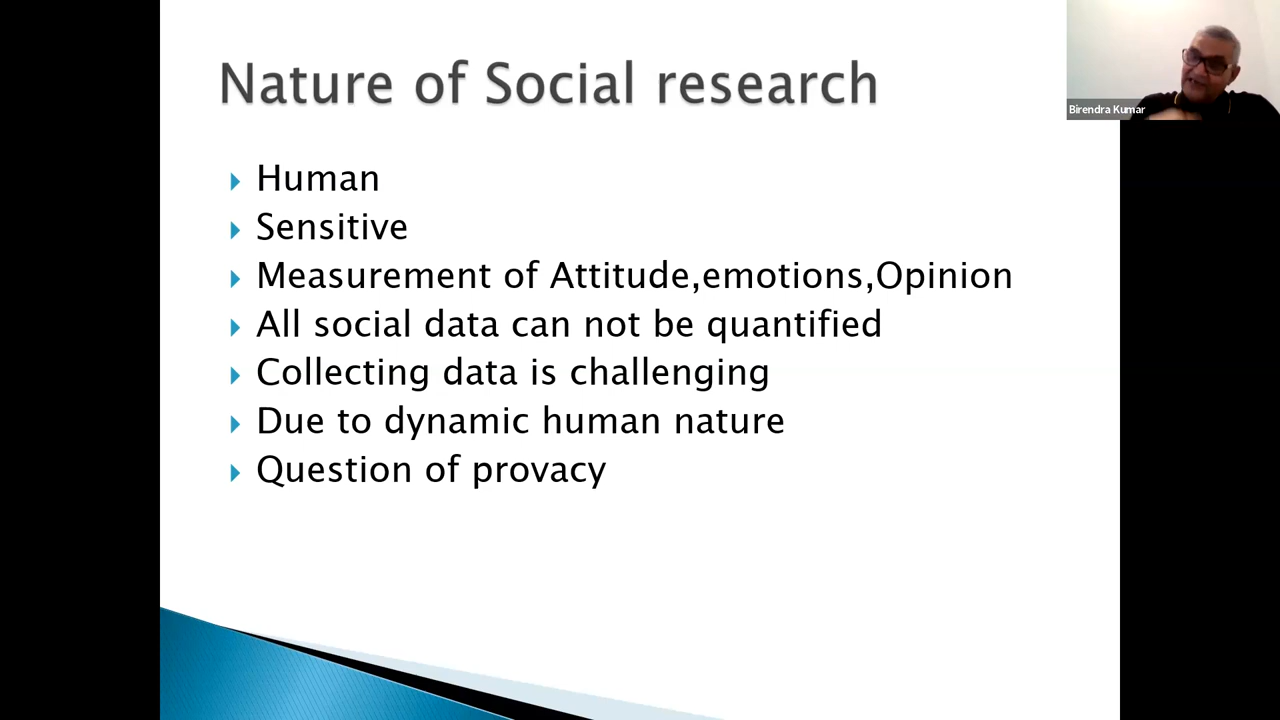 Nature of Social research
Birendra Kumar
Human
Sensitive
Measurement of Attitude,emotions,Opinion
All social data can not be quantified
Collecting data is challenging
Due to dynamic human nature
Question of provacy